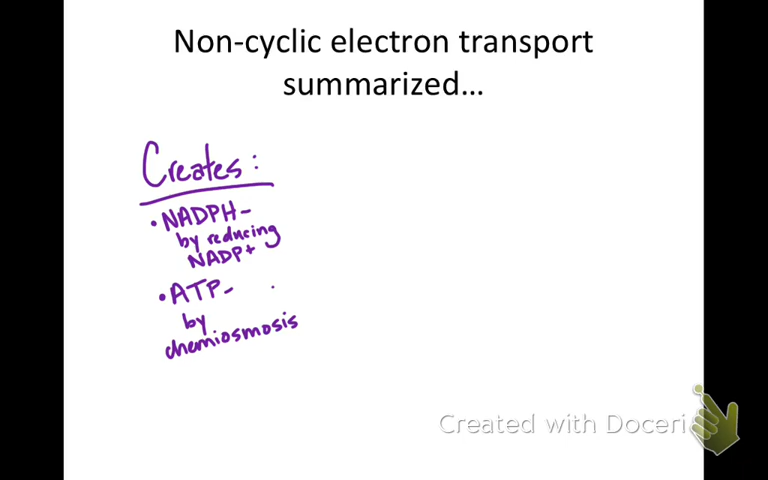 Non-cyclic electron transport
summarized...
Creates:
• NADPH-
by reducing
NADP+
• ATP-
by
chemiosmosis
Created with Doceri